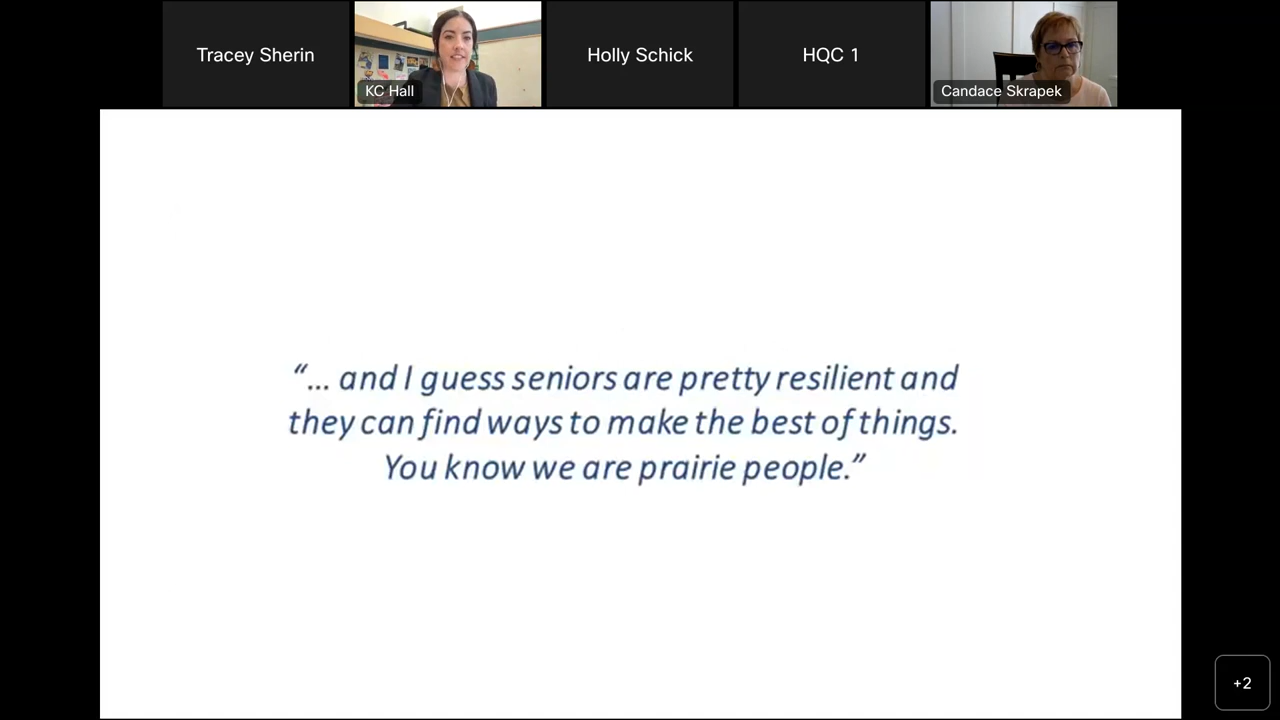 Tracey Sherin
KC Hall
Holly Schick
HQC 1
Candace Skrapek
“... and I guess seniors are pretty resilient and
they can find ways to make the best of things.
You know we are prairie people.”
+2